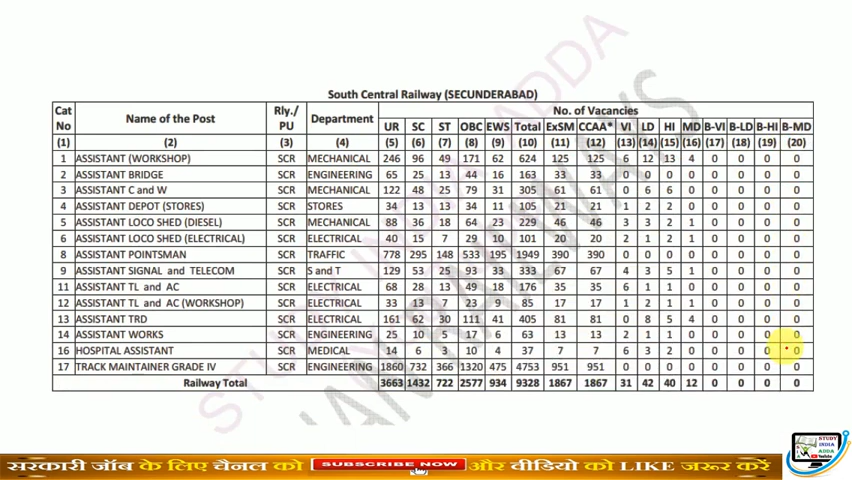 South Central Railway (SECUNDERABAD)
Cat No Name of the Post Rly./ PU Department No. of Vacancies
UR SC ST OBC EWS Total ExSM CCAA* VI LD HI MD B-VI B-LD B-HI B-MD
(1) (2) (3) (4) (5) (6) (7) (8) (9) (10) (11) (12) (13) (14) (15) (16) (17) (18) (19) (20)
1 ASSISTANT (WORKSHOP) SCR MECHANICAL 246 96 49 171 62 624 125 125 6 12 13 4 0 0 0 0
2 ASSISTANT BRIDGE SCR ENGINEERING 65 25 13 44 16 163 33 33 0 0 0 0 0 0 0 0
3 ASSISTANT C and W SCR MECHANICAL 122 48 25 79 31 305 61 61 0 6 6 0 0 0 0 0
4 ASSISTANT DEPOT (STORES) SCR STORES 34 13 13 34 11 105 21 21 1 2 2 0 0 0 0 0
5 ASSISTANT LOCO SHED (DIESEL) SCR MECHANICAL 88 36 18 64 23 229 46 46 3 3 2 1 0 0 0 0
6 ASSISTANT LOCO SHED (ELECTRICAL) SCR ELECTRICAL 40 15 7 29 10 101 20 20 2 1 2 1 0 0 0 0
8 ASSISTANT POINTSMAN SCR TRAFFIC 778 295 148 533 195 1949 390 390 0 0 0 0 0 0 0 0
9 ASSISTANT SIGNAL and TELECOM SCR S and T 129 53 25 93 33 333 67 67 4 3 5 1 0 0 0 0
11 ASSISTANT TL and AC SCR ELECTRICAL 68 28 13 49 18 176 35 35 6 1 1 0 0 0 0 0
12 ASSISTANT TL and AC (WORKSHOP) SCR ELECTRICAL 33 13 7 23 9 85 17 17 1 2 1 1 0 0 0 0
13 ASSISTANT TRD SCR ELECTRICAL 161 62 30 111 41 405 81 81 0 8 5 4 0 0 0 0
14 ASSISTANT WORKS SCR ENGINEERING 25 10 5 17 6 63 13 13 2 1 1 0 0 0 0 0
16 HOSPITAL ASSISTANT SCR MEDICAL 14 6 3 10 4 37 7 7 6 3 2 0 0 0 0 0
17 TRACK MAINTAINER GRADE IV SCR ENGINEERING 1860 732 366 1320 475 4753 951 951 0 0 0 0 0 0 0 0
Railway Total 3663 1432 722 2577 934 9328 1867 1867 31 42 40 12 0 0 0 0
STUDY INDIA ADDA
RAILWAYS
सरकारी जॉब के लिए चैनल को SUBSCRIBE NOW और वीडियो को LIKE जरूर करें
STUDY
INDIA
ADDA